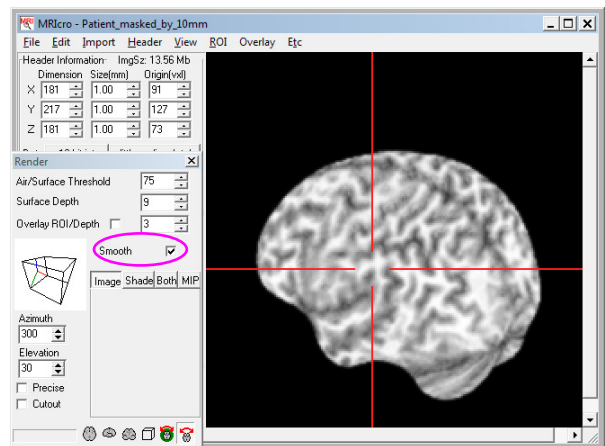 MRIcro - Patient_masked_by_10mm
File Edit Import Header View ROI Overlay Etc
Header Information ImgSz: 13.56 Mb
Dimension Size(mm) Origin(vxl)
X 181 1.00 91
Y 217 1.00 127
Z 181 1.00 73
Render
Air/Surface Threshold 75
Surface Depth 9
Overlay ROI/Depth 3
Smooth
Image Shade Both MIP
Azimuth
300
Elevation
30
Precise
Cutout